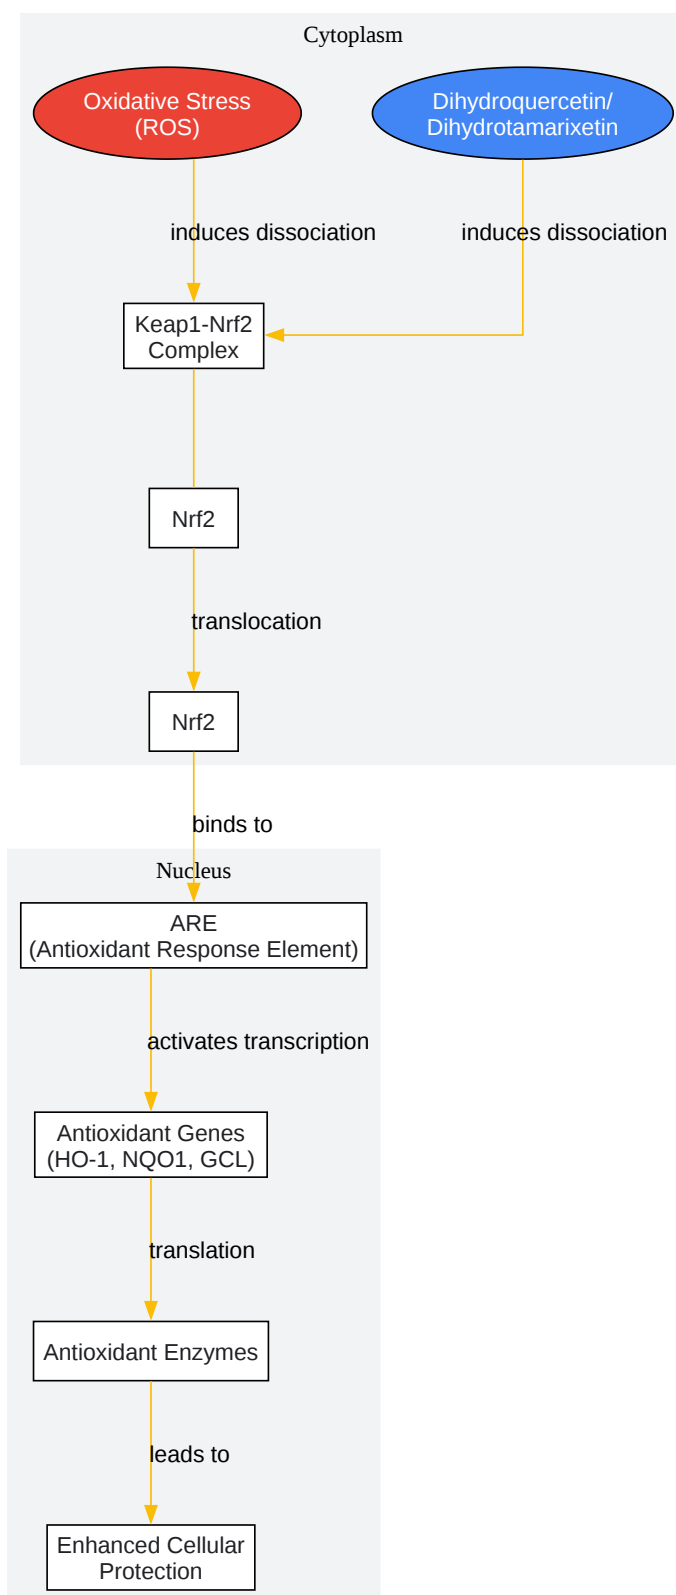 Cytoplasm
Oxidative Stress
(ROS)
Dihydroquercetin/
Dihydrotamarixetin
induces dissociation
induces dissociation
Keap1-Nrf2
Complex
Nrf2
translocation
Nrf2
binds to
Nucleus
ARE
(Antioxidant Response Element)
activates transcription
Antioxidant Genes
(HO-1, NQO1, GCL)
translation
Antioxidant Enzymes
leads to
Enhanced Cellular
Protection